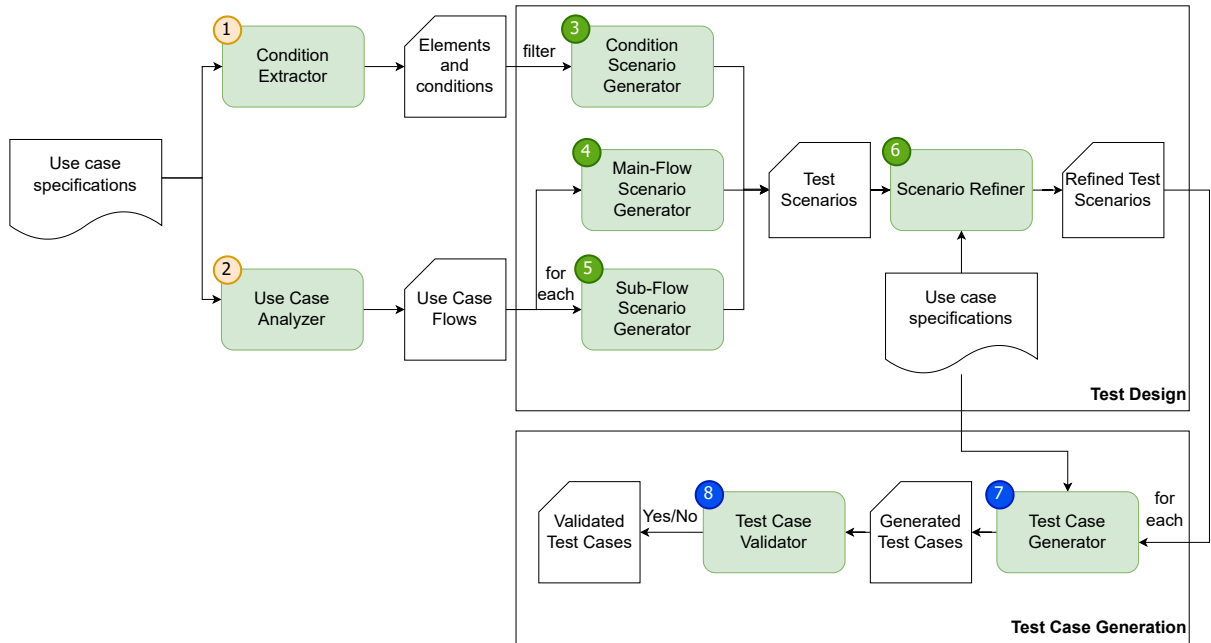 1
Condition
Extractor
Elements
and
conditions
filter
3
Condition
Scenario
Generator
Use case
specifications
4
Main-Flow
Scenario
Generator
Test
Scenarios
6
Scenario Refiner
Refined Test
Scenarios
2
Use Case
Analyzer
Use Case
Flows
for
each
5
Sub-Flow
Scenario
Generator
Use case
specifications
Test Design
8
Test Case
Validator
Yes/No
Validated
Test Cases
Generated
Test Cases
7
Test Case
Generator
for
each
Test Case Generation